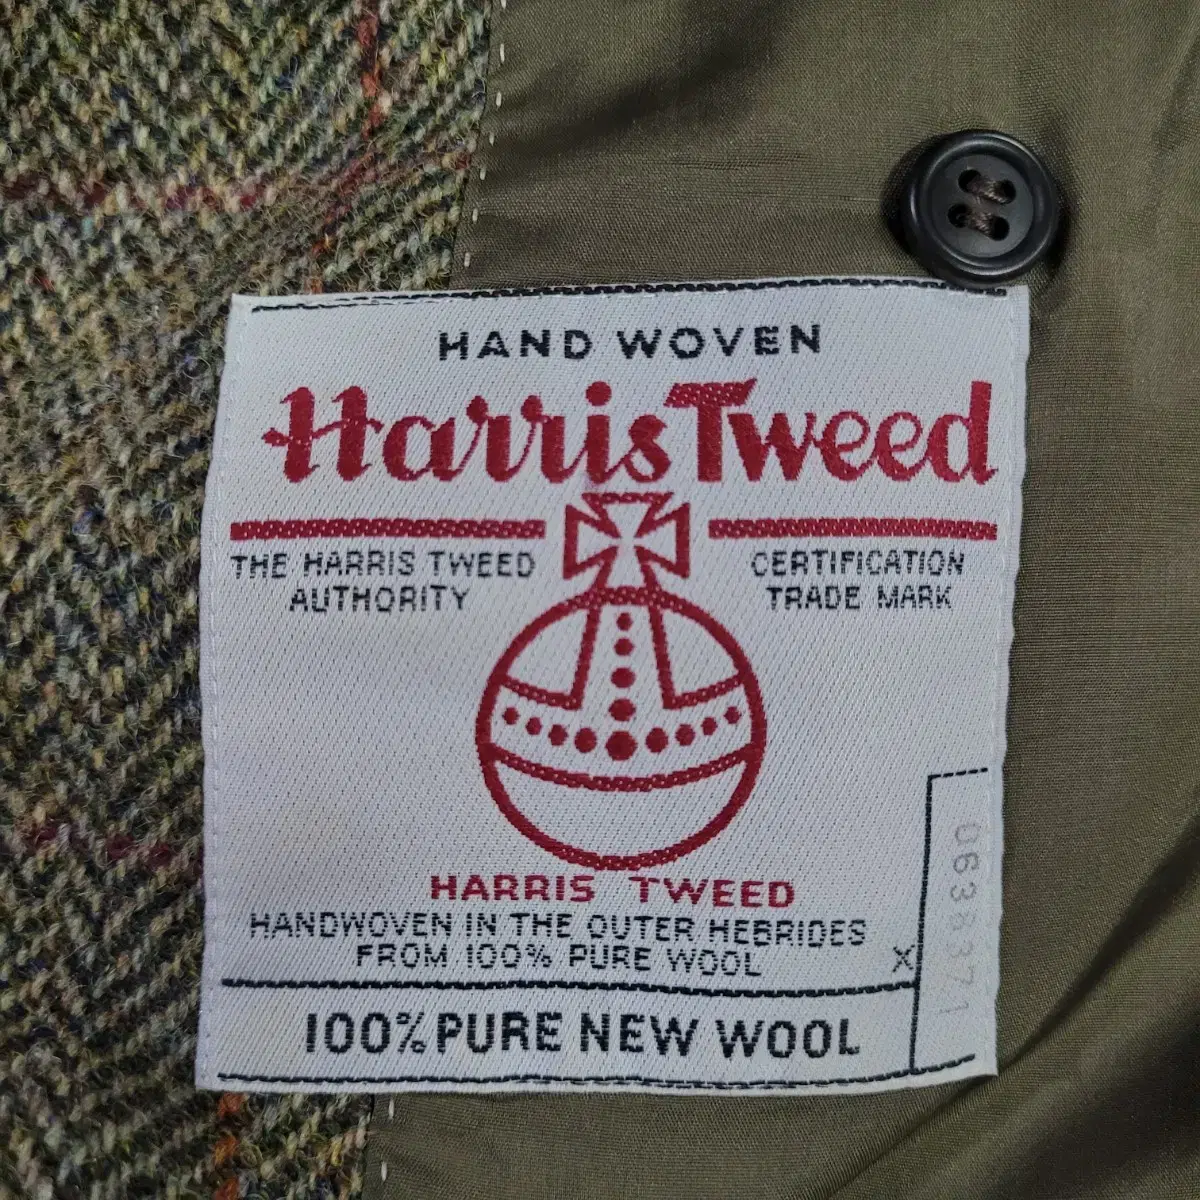 HAND WOVEN
Harris Tweed
THE HARRIS TWEED
AUTHORITY
CERTIFICATION
TRADE MARK
HARRIS TWEED
HANDWOVEN IN THE OUTER HEBRIDES
FROM 100% PURE WOOL
X
100% PURE NEW WOOL